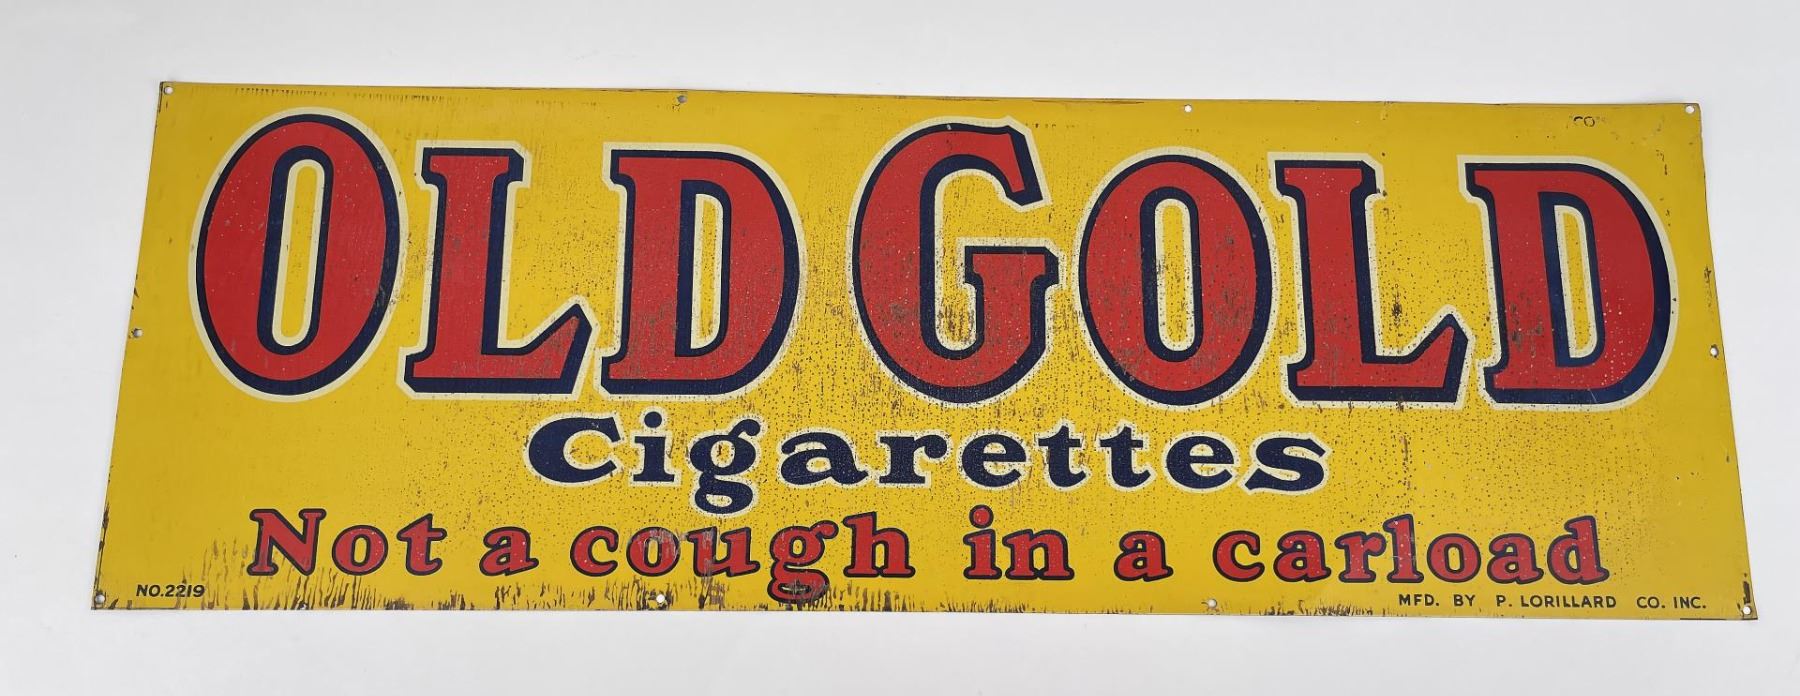 OLD GOLD
Cigarettes
Not a cough in a carload
NO.2219
MFD. BY P. LORILLARD CO. INC.